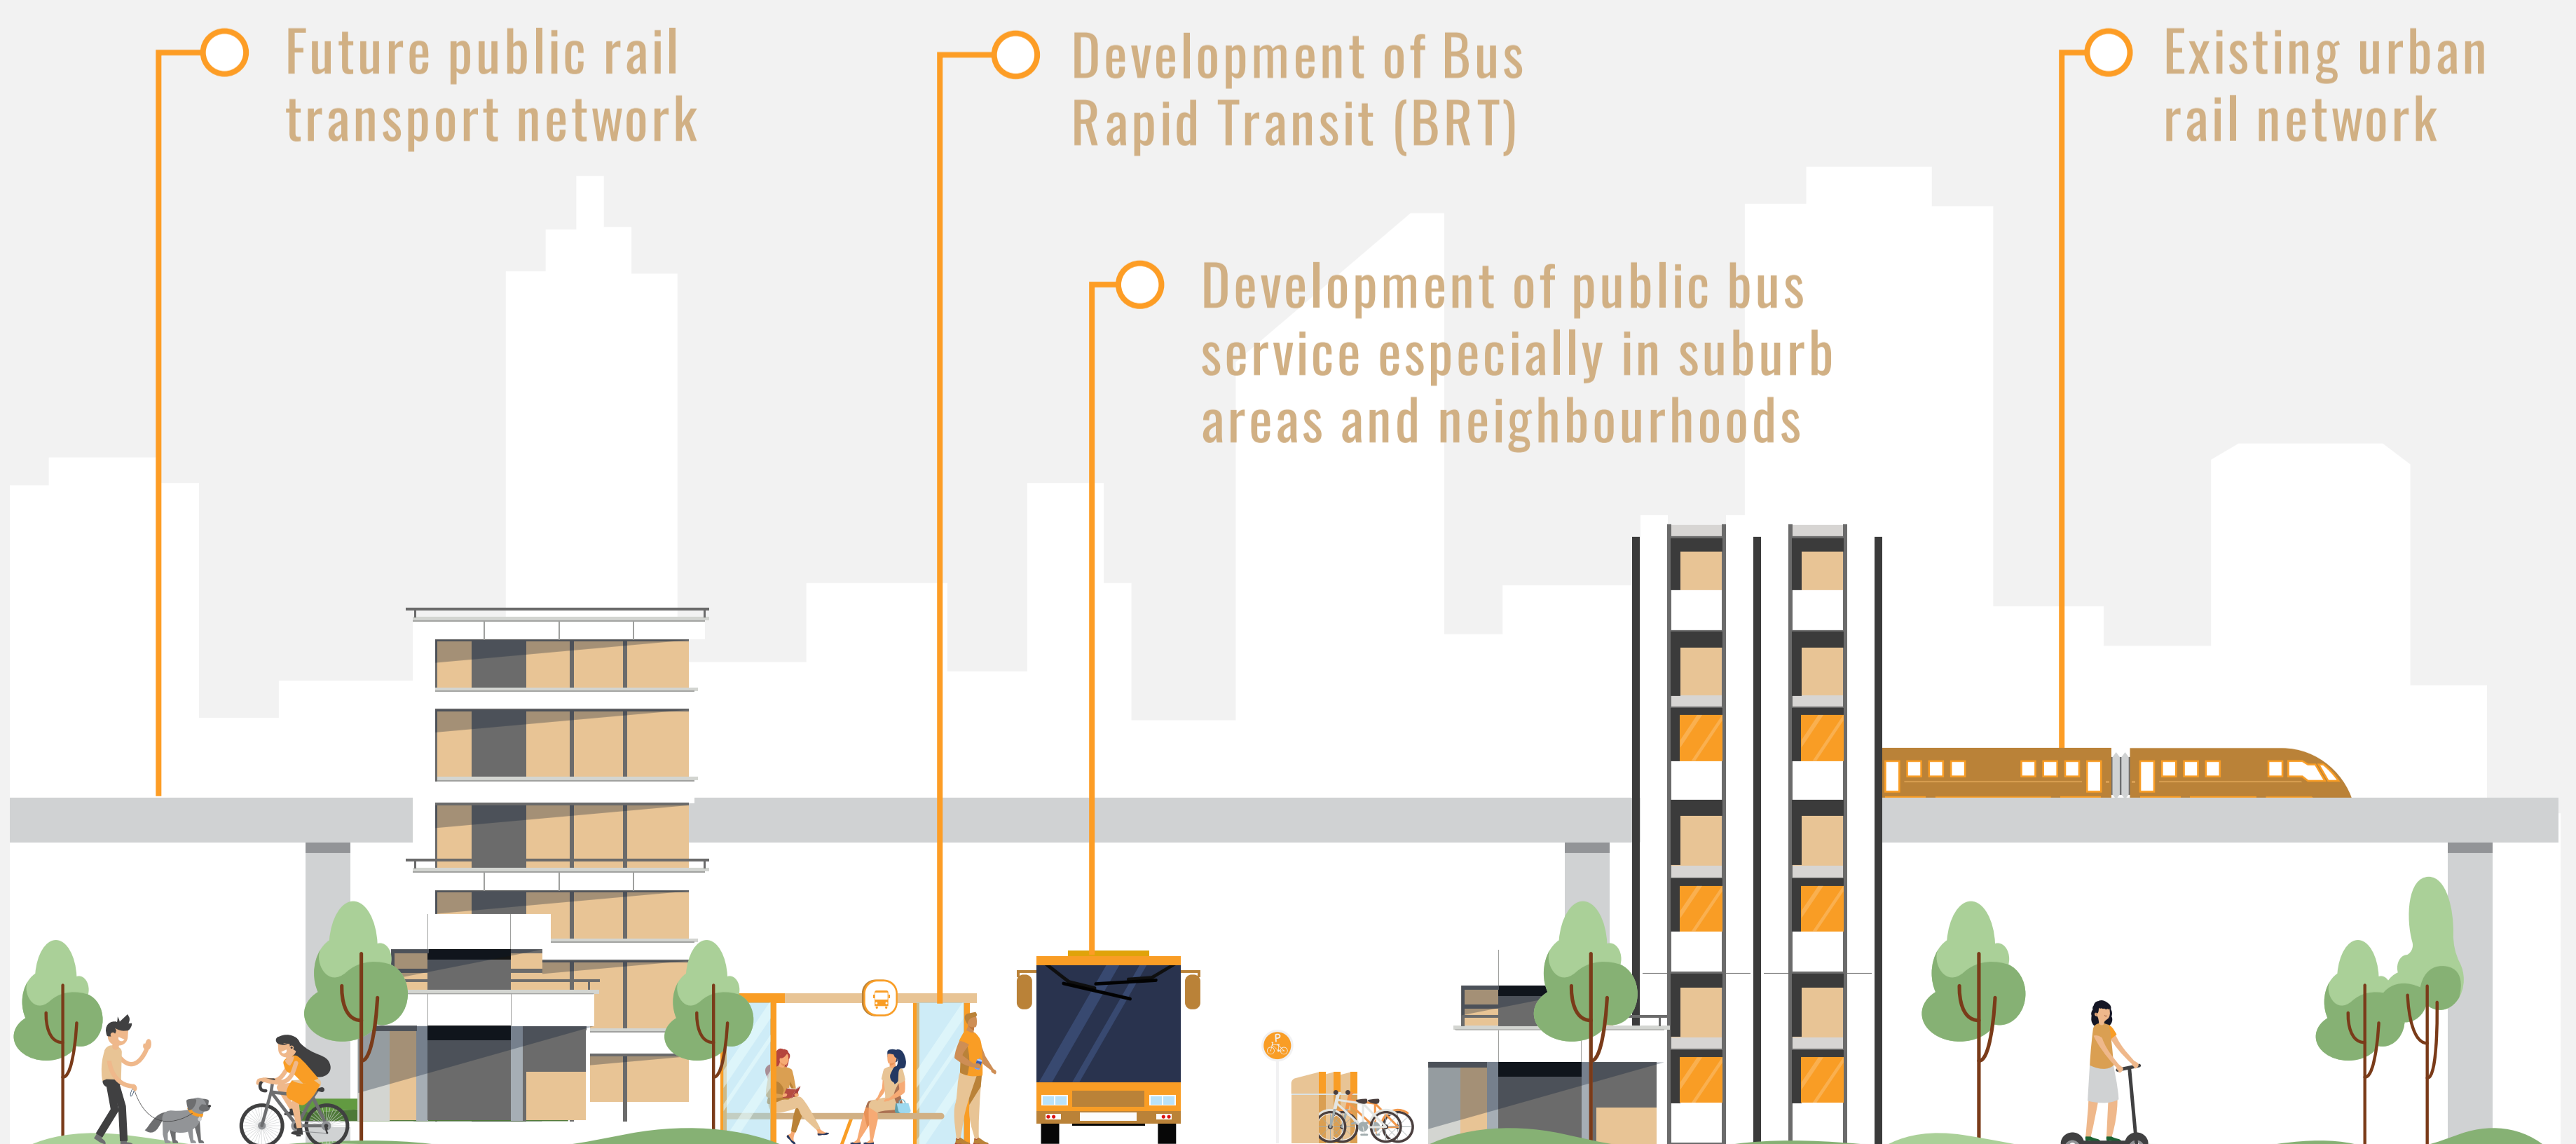 Future public rail
transport network
Development of Bus
Rapid Transit (BRT)
Development of public bus
service especially in suburb
areas and neighbourhoods
Existing urban
rail network
P